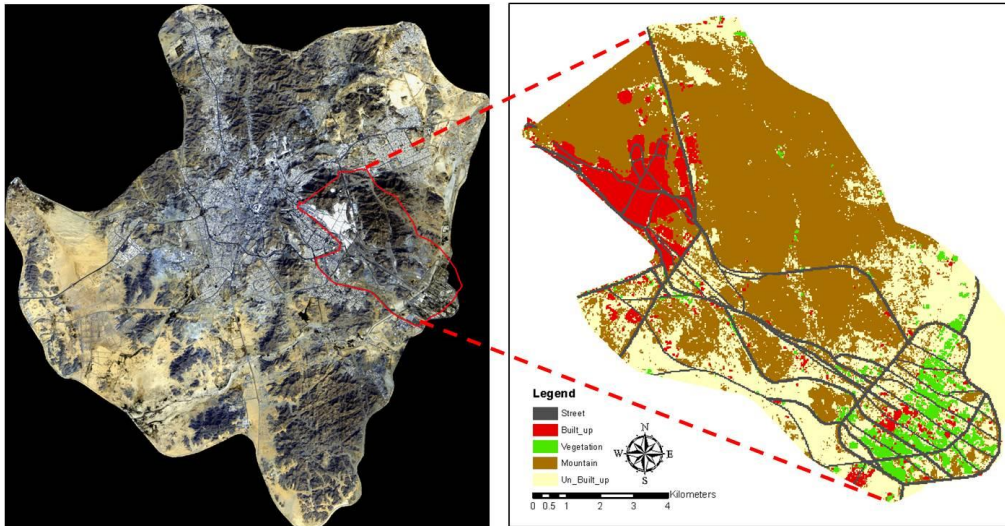 Legend
Street
Built_up
Vegetation
Mountain
Un_Built_up
N
W E
S
Kilometers
0 0.5 1 2 3 4